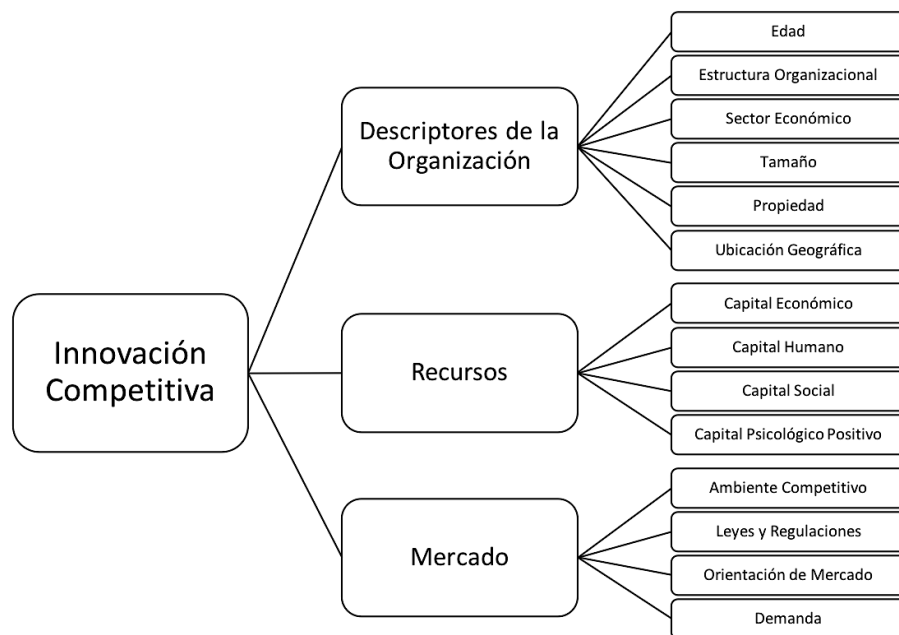 Innovación
Competitiva
Descriptores de la
Organización
Edad
Estructura Organizacional
Sector Económico
Tamaño
Propiedad
Ubicación Geográfica
Recursos
Capital Económico
Capital Humano
Capital Social
Capital Psicológico Positivo
Mercado
Ambiente Competitivo
Leyes y Regulaciones
Orientación de Mercado
Demanda